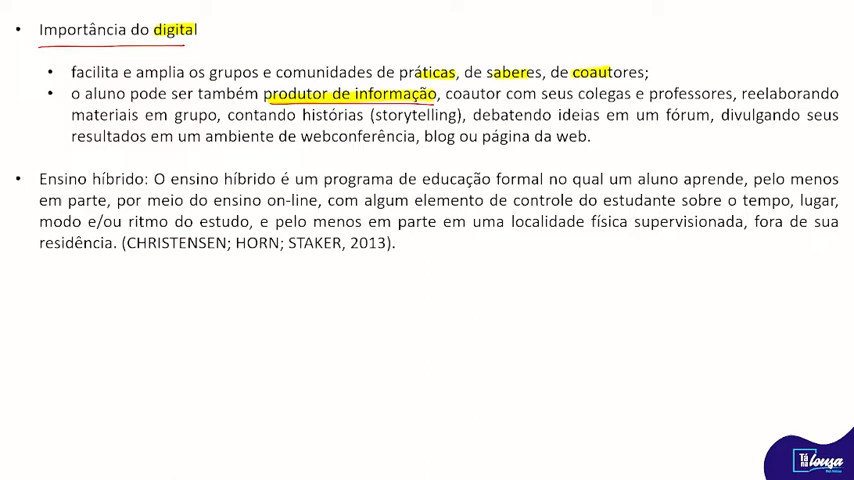 • Importância do digital
• facilita e amplia os grupos e comunidades de práticas, de saberes, de coautores;
• o aluno pode ser também produtor de informação, coautor com seus colegas e professores, reelaborando
materiais em grupo, contando histórias (storytelling), debatendo ideias em um fórum, divulgando seus
resultados em um ambiente de webconferência, blog ou página da web.
• Ensino híbrido: O ensino híbrido é um programa de educação formal no qual um aluno aprende, pelo menos
em parte, por meio do ensino on-line, com algum elemento de controle do estudante sobre o tempo, lugar,
modo e/ou ritmo do estudo, e pelo menos em parte em uma localidade física supervisionada, fora de sua
residência. (CHRISTENSEN; HORN; STAKER, 2013).
Tá
na lousa